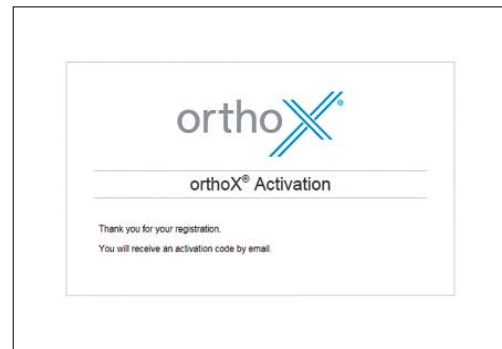 orthoX®
orthoX® Activation
Thank you for your registration.
You will receive an activation code by email.